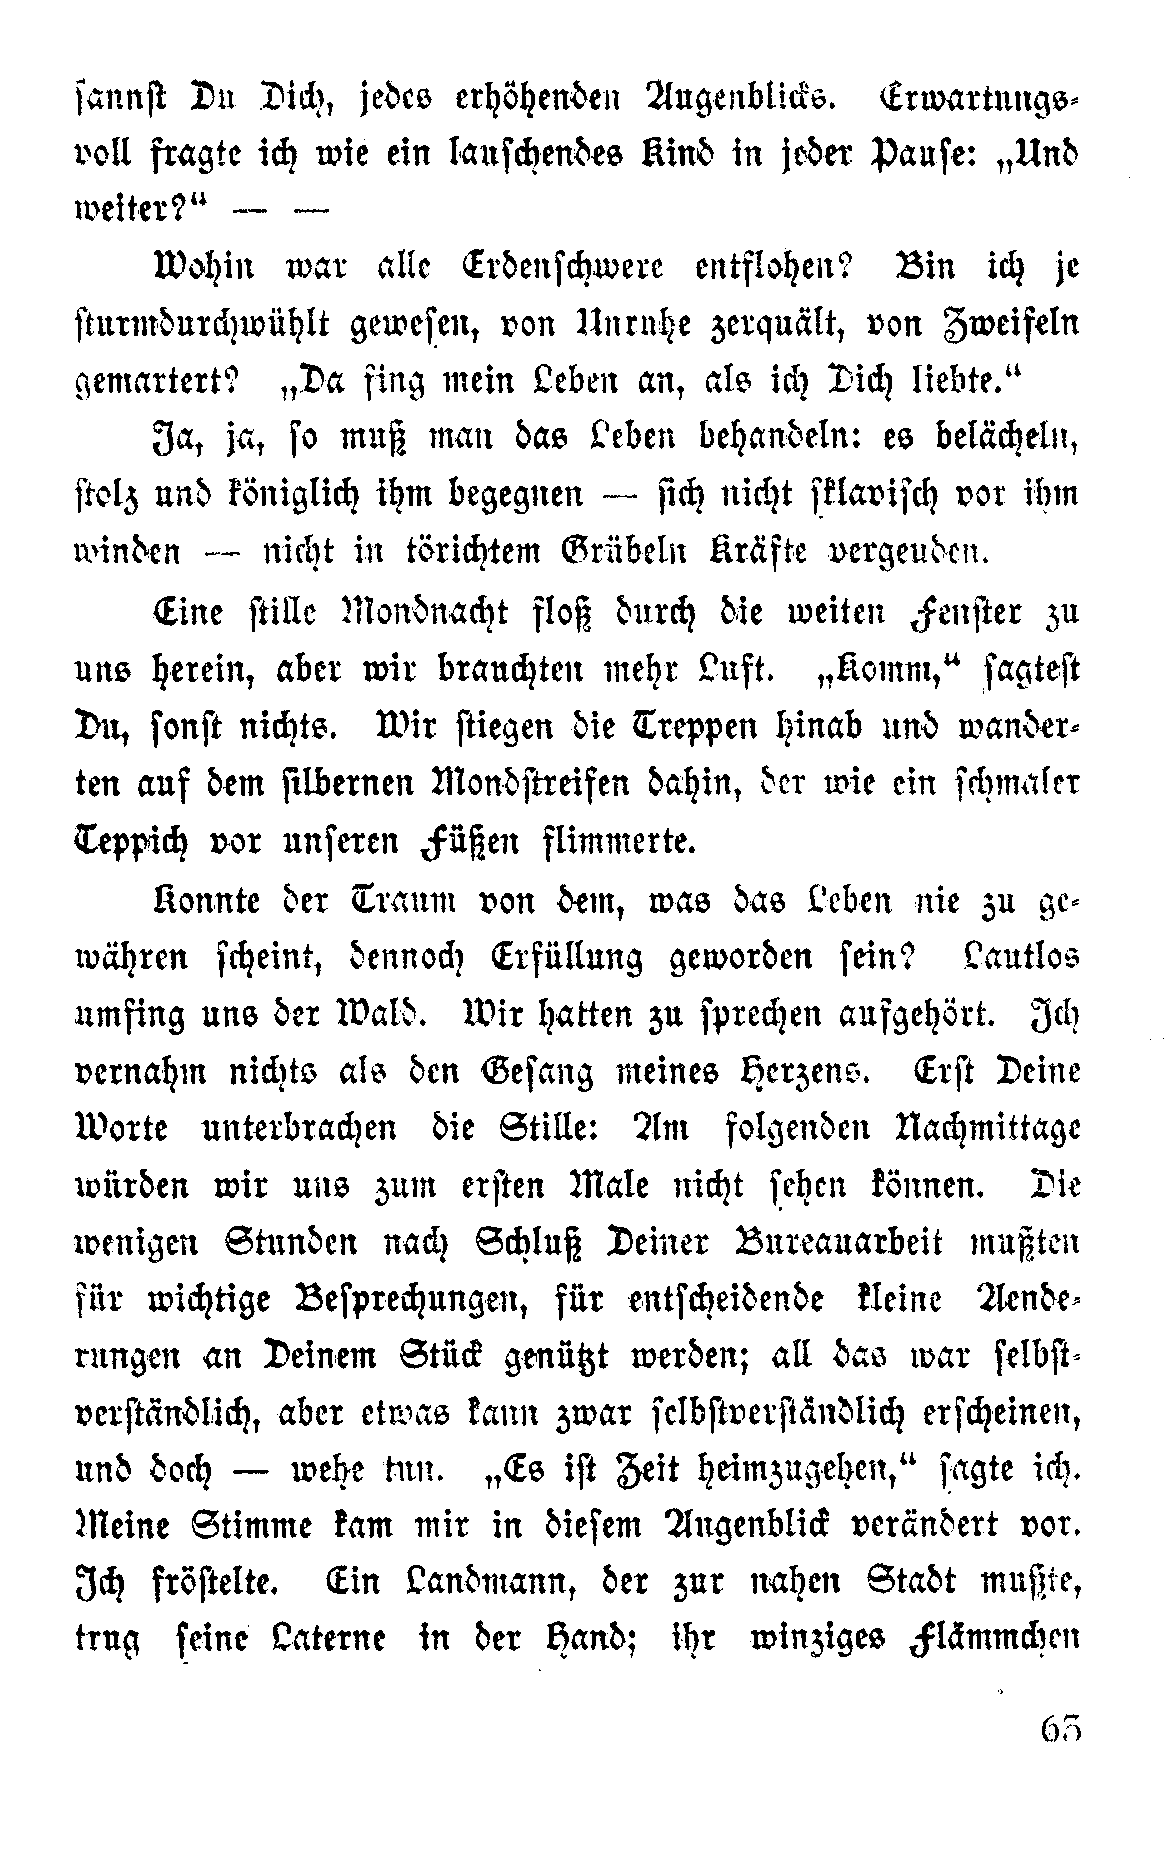 sannst Du Dich, jedes erhöhenden Augenblicks. Erwartungs-
voll fragte ich wie ein lauschendes Kind in jeder Pause: „Und
weiter?“ — —
Wohin war alle Erdenschwere entflohen? Bin ich je
sturmdurchwühlt gewesen, von Unruhe zerquält, von Zweifeln
gemartert? „Da fing mein Leben an, als ich Dich liebte.“
Ja, ja, so muß man das Leben behandeln: es belächeln,
stolz und königlich ihm begegnen — sich nicht sklavisch vor ihm
winden — nicht in törichtem Grübeln Kräfte vergeuden.
Eine stille Mondnacht floß durch die weiten Fenster zu
uns herein, aber wir brauchten mehr Luft. „Komm,“ sagtest
Du, sonst nichts. Wir stiegen die Treppen hinab und wander-
ten auf dem silbernen Mondstreifen dahin, der wie ein schmaler
Teppich vor unseren Füßen flimmerte.
Konnte der Traum von dem, was das Leben nie zu ge-
währen scheint, dennoch Erfüllung geworden sein? Lautlos
umfing uns der Wald. Wir hatten zu sprechen aufgehört. Ich
vernahm nichts als den Gesang meines Herzens. Erst Deine
Worte unterbrachen die Stille: Am folgenden Nachmittage
würden wir uns zum ersten Male nicht sehen können. Die
wenigen Stunden nach Schluß Deiner Bureauarbeit mußten
für wichtige Besprechungen, für entscheidende kleine Aende-
rungen an Deinem Stück genützt werden; all das war selbst-
verständlich, aber etwas kann zwar selbstverständlich erscheinen,
und doch — wehe tun. „Es ist Zeit heimzugehen,“ sagte ich.
Meine Stimme kam mir in diesem Augenblick verändert vor.
Ich fröstelte. Ein Landmann, der zur nahen Stadt mußte,
trug seine Laterne in der Hand; ihr winziges Flämmchen
63